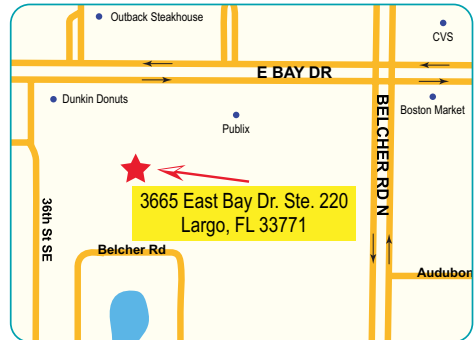 Outback Steakhouse
CVS
E BAY DR
Dunkin Donuts
Boston Market
Publix
BELCHER RD N
3665 East Bay Dr. Ste. 220
Largo, FL 33771
36th St SE
Belcher Rd
Audubon